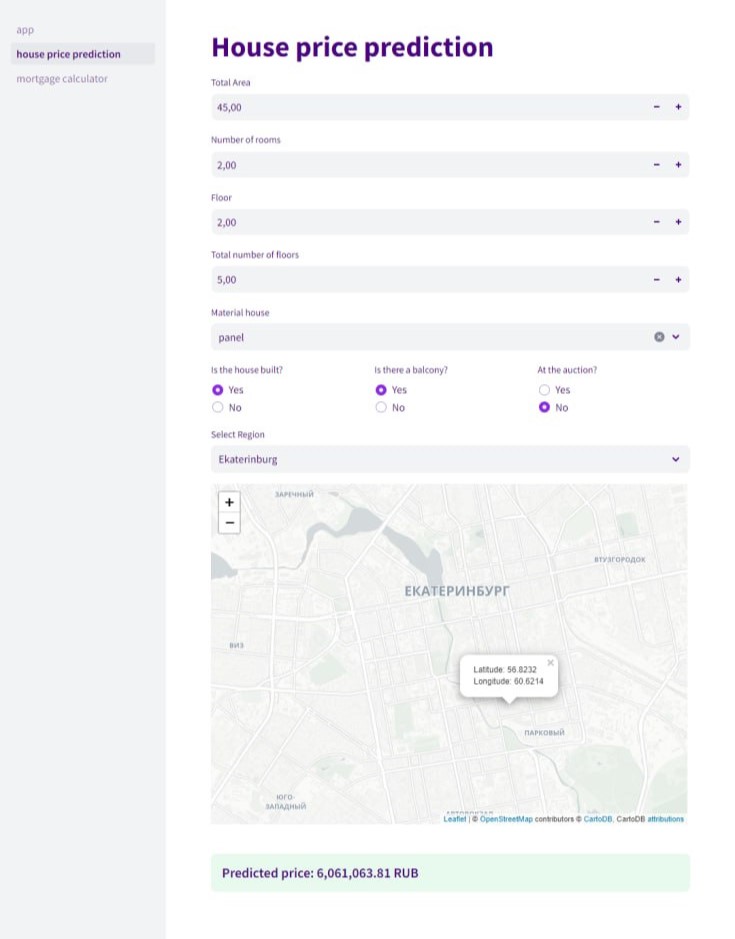 app
house price prediction
mortgage calculator
House price prediction
Total Area
45,00
Number of rooms
2,00
Floor
2,00
Total number of floors
5,00
Material house
panel
Is the house built?
Is there a balcony?
At the auction?
Yes
Yes
Yes
No
No
No
Select Region
Ekaterinburg
+
−
ЗАРЕЧНЫЙ
ВТУЗГОРОДОК
ЕКАТЕРИНБУРГ
ВИЗ
Latitude: 56.8232
Longitude: 60.6214
ПАРКОВЫЙ
ЮГО-
ЗАПАДНЫЙ
Leaflet | © OpenStreetMap contributors © CartoDB, CartoDB attributions
Predicted price: 6,061,063.81 RUB